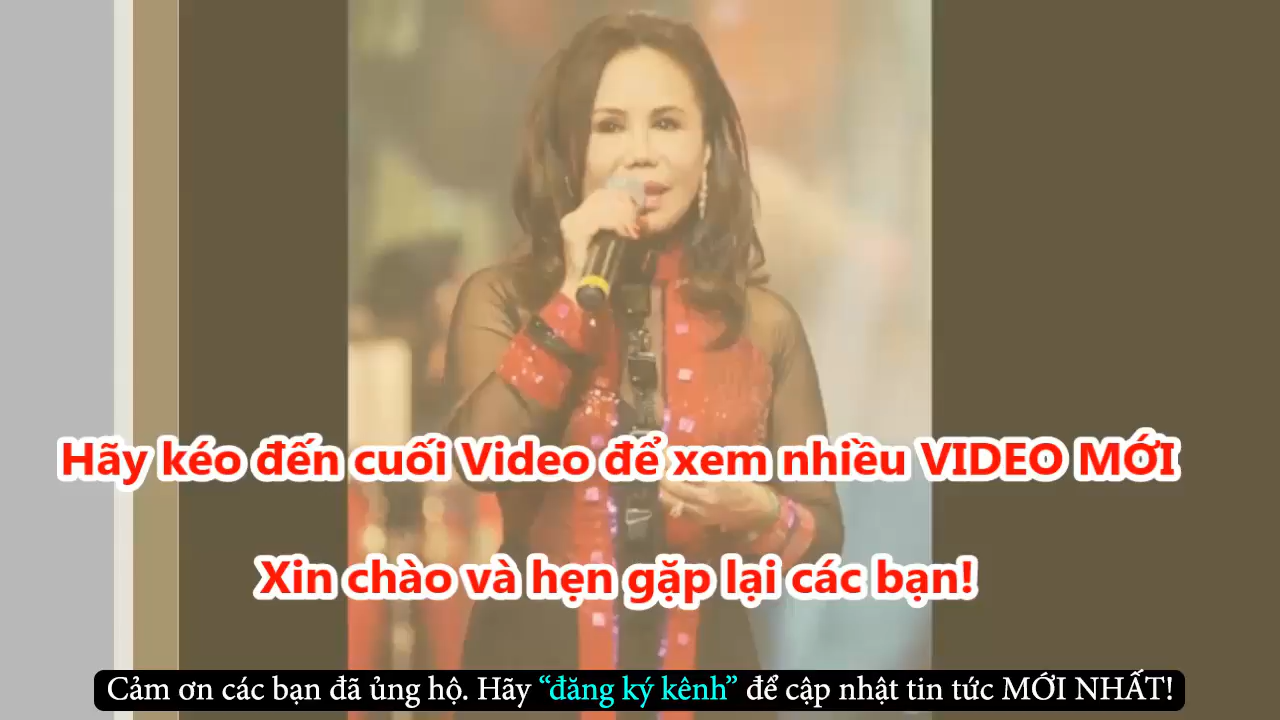 Hãy kéo đến cuối Video để xem nhiều VIDEO MỚI
Xin chào và hẹn gặp lại các bạn!
Cảm ơn các bạn đã ủng hộ. Hãy “đăng ký kênh” để cập nhật tin tức MỚI NHẤT!